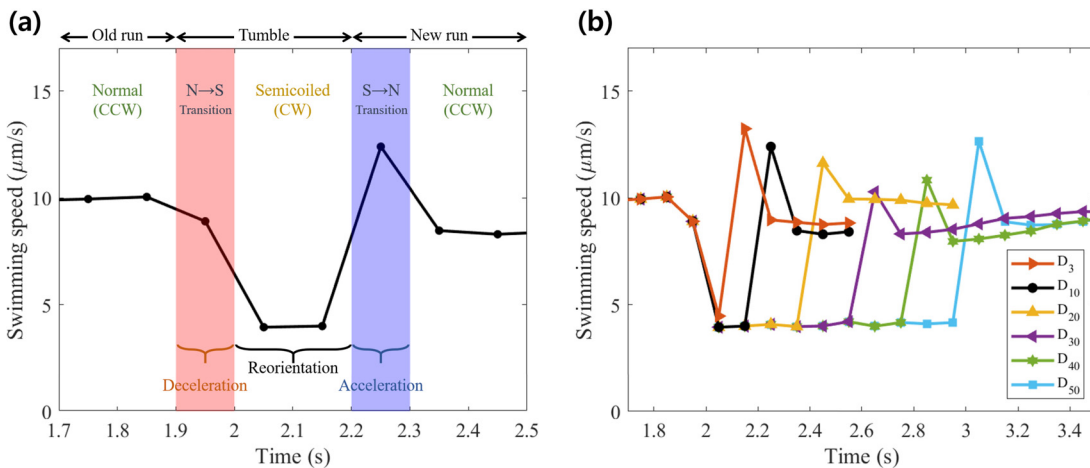 (a)
Old run
Tumble
New run
Normal
(CCW)
N→S
Transition
Semicoiled
(CW)
S→N
Transition
Normal
(CCW)
Deceleration
Reorientation
Acceleration
Swimming speed (μm/s)
15
10
5
0
1.7 1.8 1.9 2 2.1 2.2 2.3 2.4 2.5
Time (s)
(b)
Swimming speed (μm/s)
15
10
5
0
1.8 2 2.2 2.4 2.6 2.8 3 3.2 3.4
Time (s)
D₃
D₁₀
D₂₀
D₃₀
D₄₀
D₅₀